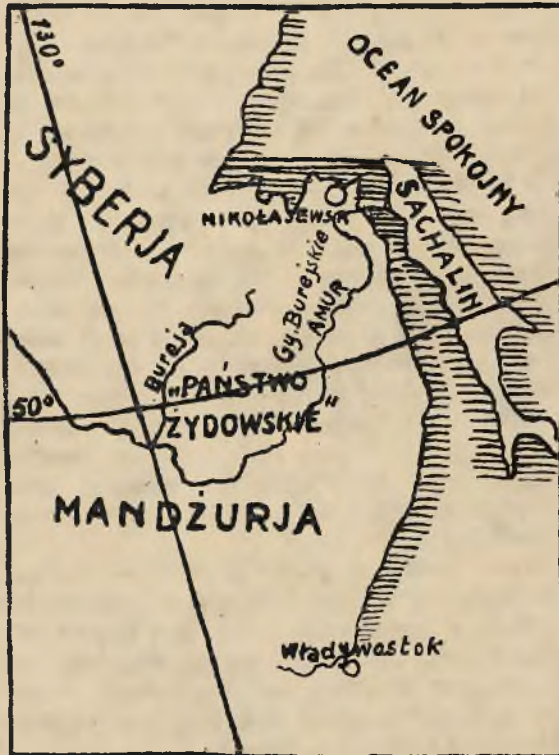 130°
OCEAN SPOKOJNY
SYBERJA
SACHALIN
NIKOŁAJEWSK
Gy. Burejskie
AMUR
Bureja
50°
„PAŃSTWO
ŻYDOWSKIE"
MANDŻURJA
Władywostok